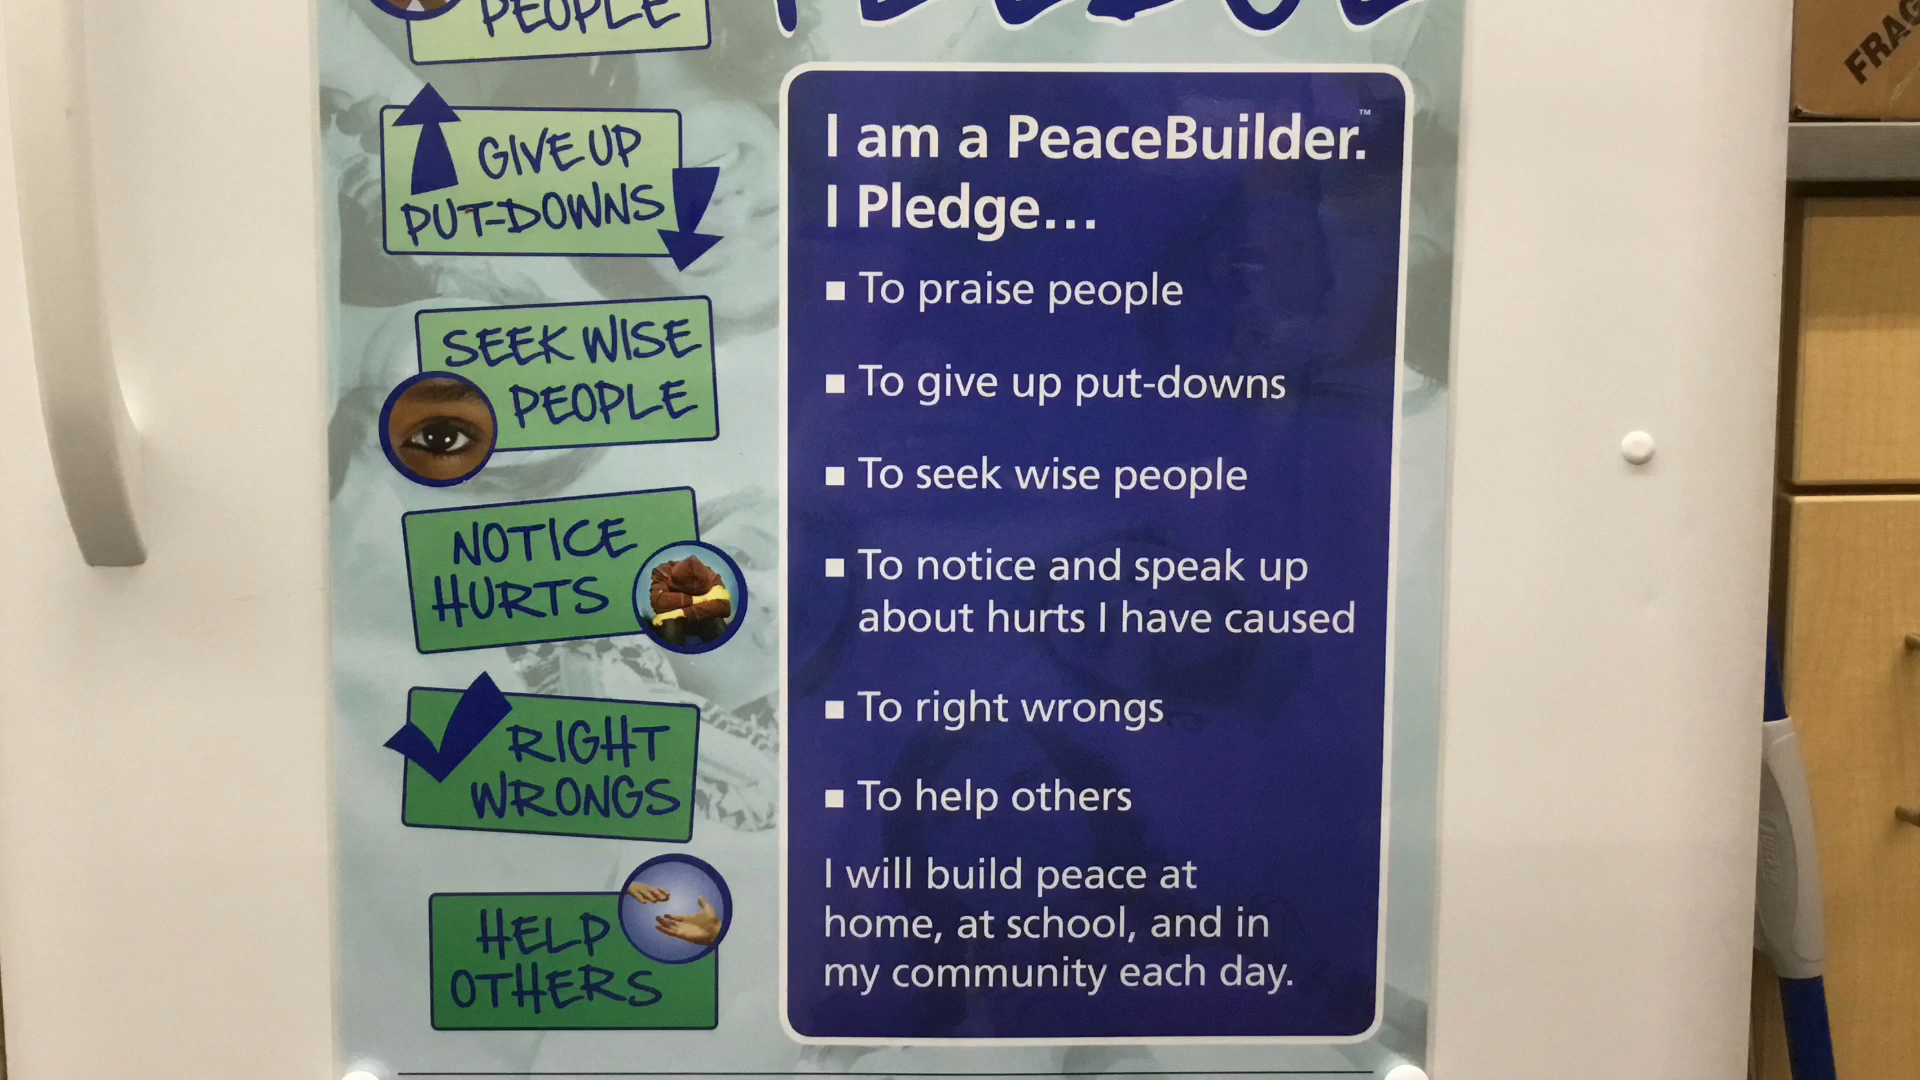 PEOPLE
GIVE UP
PUT-DOWNS
SEEK WISE
PEOPLE
NOTICE
HURTS
RIGHT
WRONGS
HELP
OTHERS
PLEDGE
I am a PeaceBuilder.™
I Pledge...
▪ To praise people
▪ To give up put-downs
▪ To seek wise people
▪ To notice and speak up
about hurts I have caused
▪ To right wrongs
▪ To help others
I will build peace at
home, at school, and in
my community each day.
FRAG